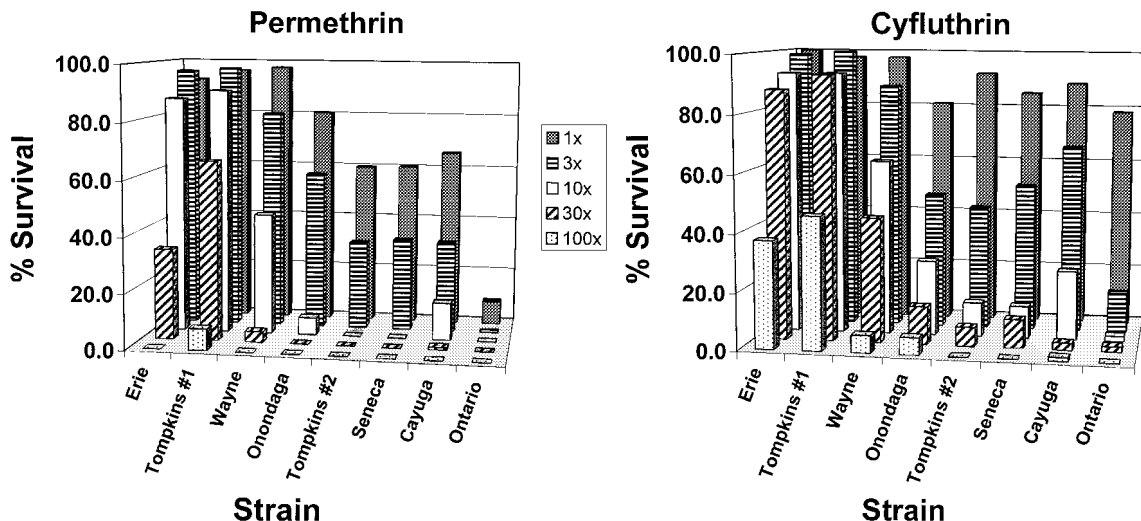 Permethrin
100.0
80.0
60.0
40.0
20.0
0.0
% Survival
Erie
Tompkins #1
Wayne
Onondaga
Tompkins #2
Seneca
Cayuga
Ontario
Strain
1x
3x
10x
30x
100x
Cyfluthrin
100.0
80.0
60.0
40.0
20.0
0.0
% Survival
Erie
Tompkins #1
Wayne
Onondaga
Tompkins #2
Seneca
Cayuga
Ontario
Strain